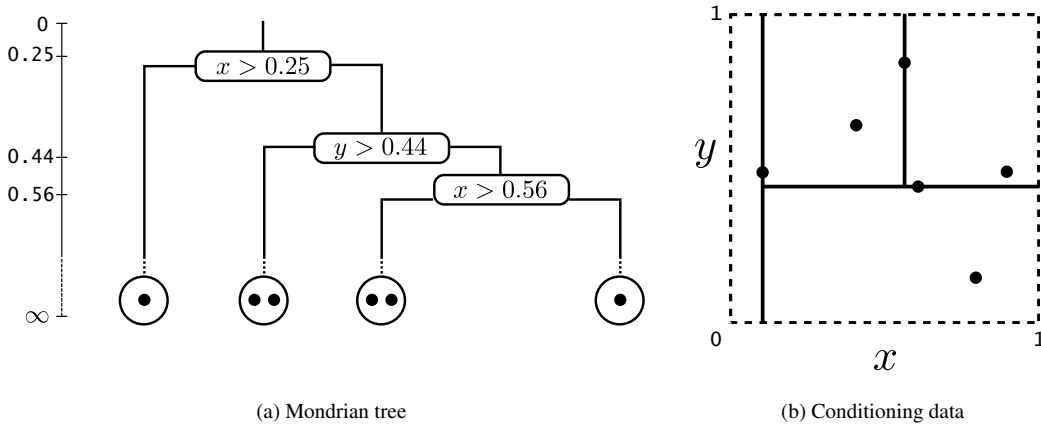 0
0.25
0.44
0.56
∞
x > 0.25
y > 0.44
x > 0.56
(a) Mondrian tree
1
y
0
x
1
(b) Conditioning data